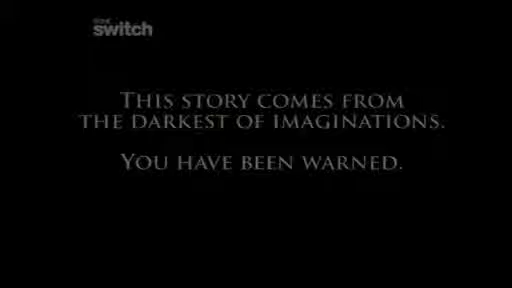 switch
THIS STORY COMES FROM
THE DARKEST OF IMAGINATIONS.
YOU HAVE BEEN WARNED.